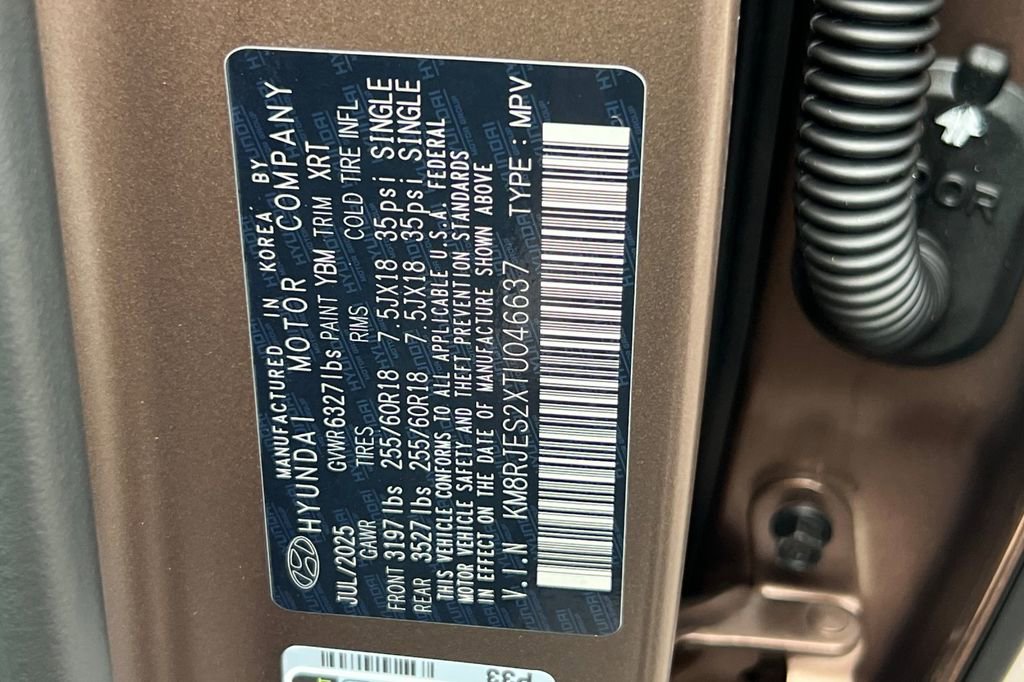 MANUFACTURED IN KOREA BY
HYUNDAI MOTOR COMPANY
JUL/2025 GVWR6327lbs PAINT YBM TRIM XRT
GAWR TIRES RIMS COLD TIRE INFL
FRONT 3197lbs 255/60R18 7.5JX18 35psi SINGLE
REAR 3527lbs 255/60R18 7.5JX18 35psi SINGLE
THIS VEHICLE CONFORMS TO ALL APPLICABLE U.S.A. FEDERAL
MOTOR VEHICLE SAFETY AND THEFT PREVENTION STANDARDS
IN EFFECT ON THE DATE OF MANUFACTURE SHOWN ABOVE
V.I.N KM8RJES2XTU046637 TYPE : MPV
P33